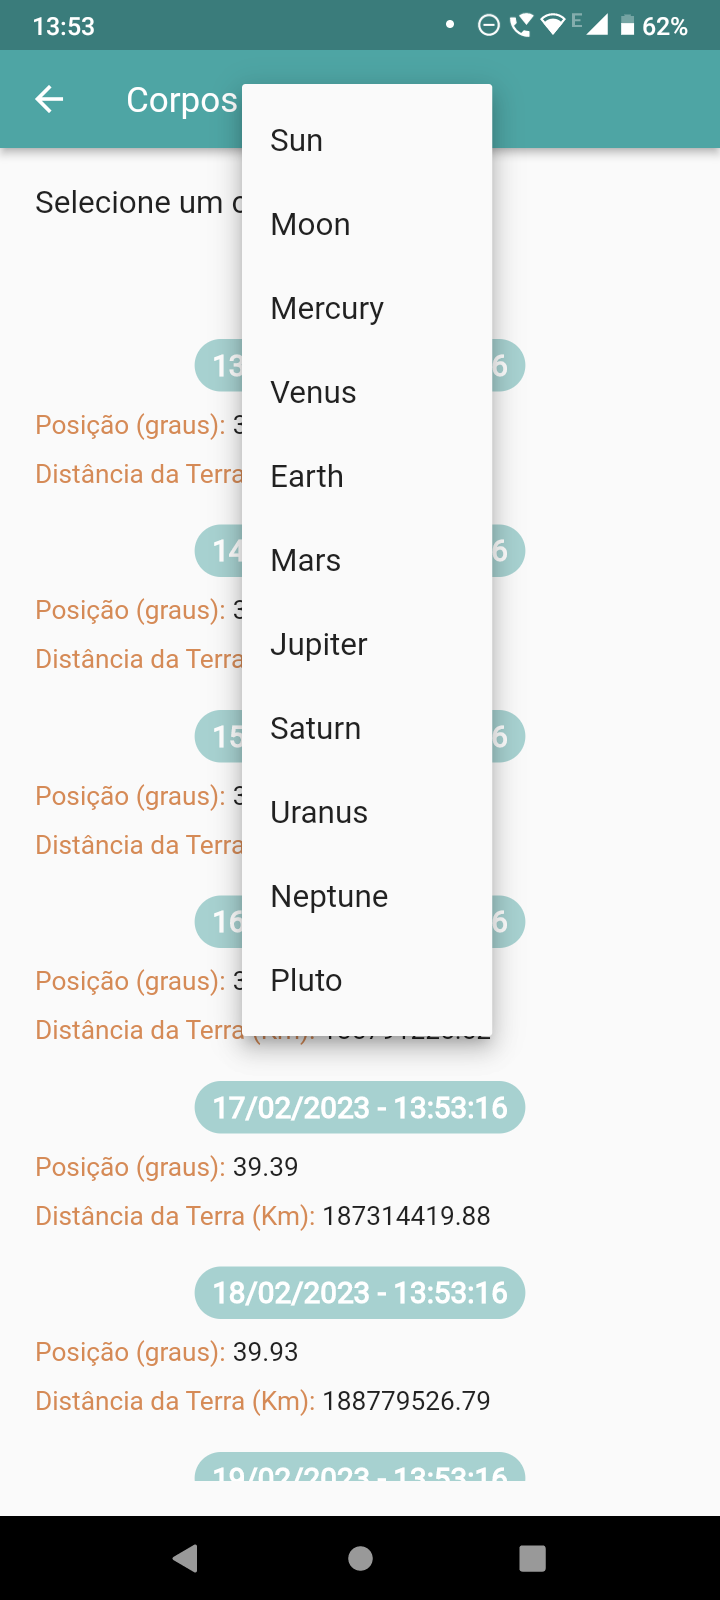 13:53
E
62%
Corpos
Selecione um
Sun
Moon
Mercury
Venus
Earth
Mars
Jupiter
Saturn
Uranus
Neptune
Pluto
13 6
Posição (graus): 3
Distância da Terra
14 6
Posição (graus): 3
Distância da Terra
15 6
Posição (graus): 3
Distância da Terra
16 6
Posição (graus): 3
Distância da Terra (Km):
17/02/2023 - 13:53:16
Posição (graus): 39.39
Distância da Terra (Km): 187314419.88
18/02/2023 - 13:53:16
Posição (graus): 39.93
Distância da Terra (Km): 188779526.79
19/02/2023 - 13:53:16